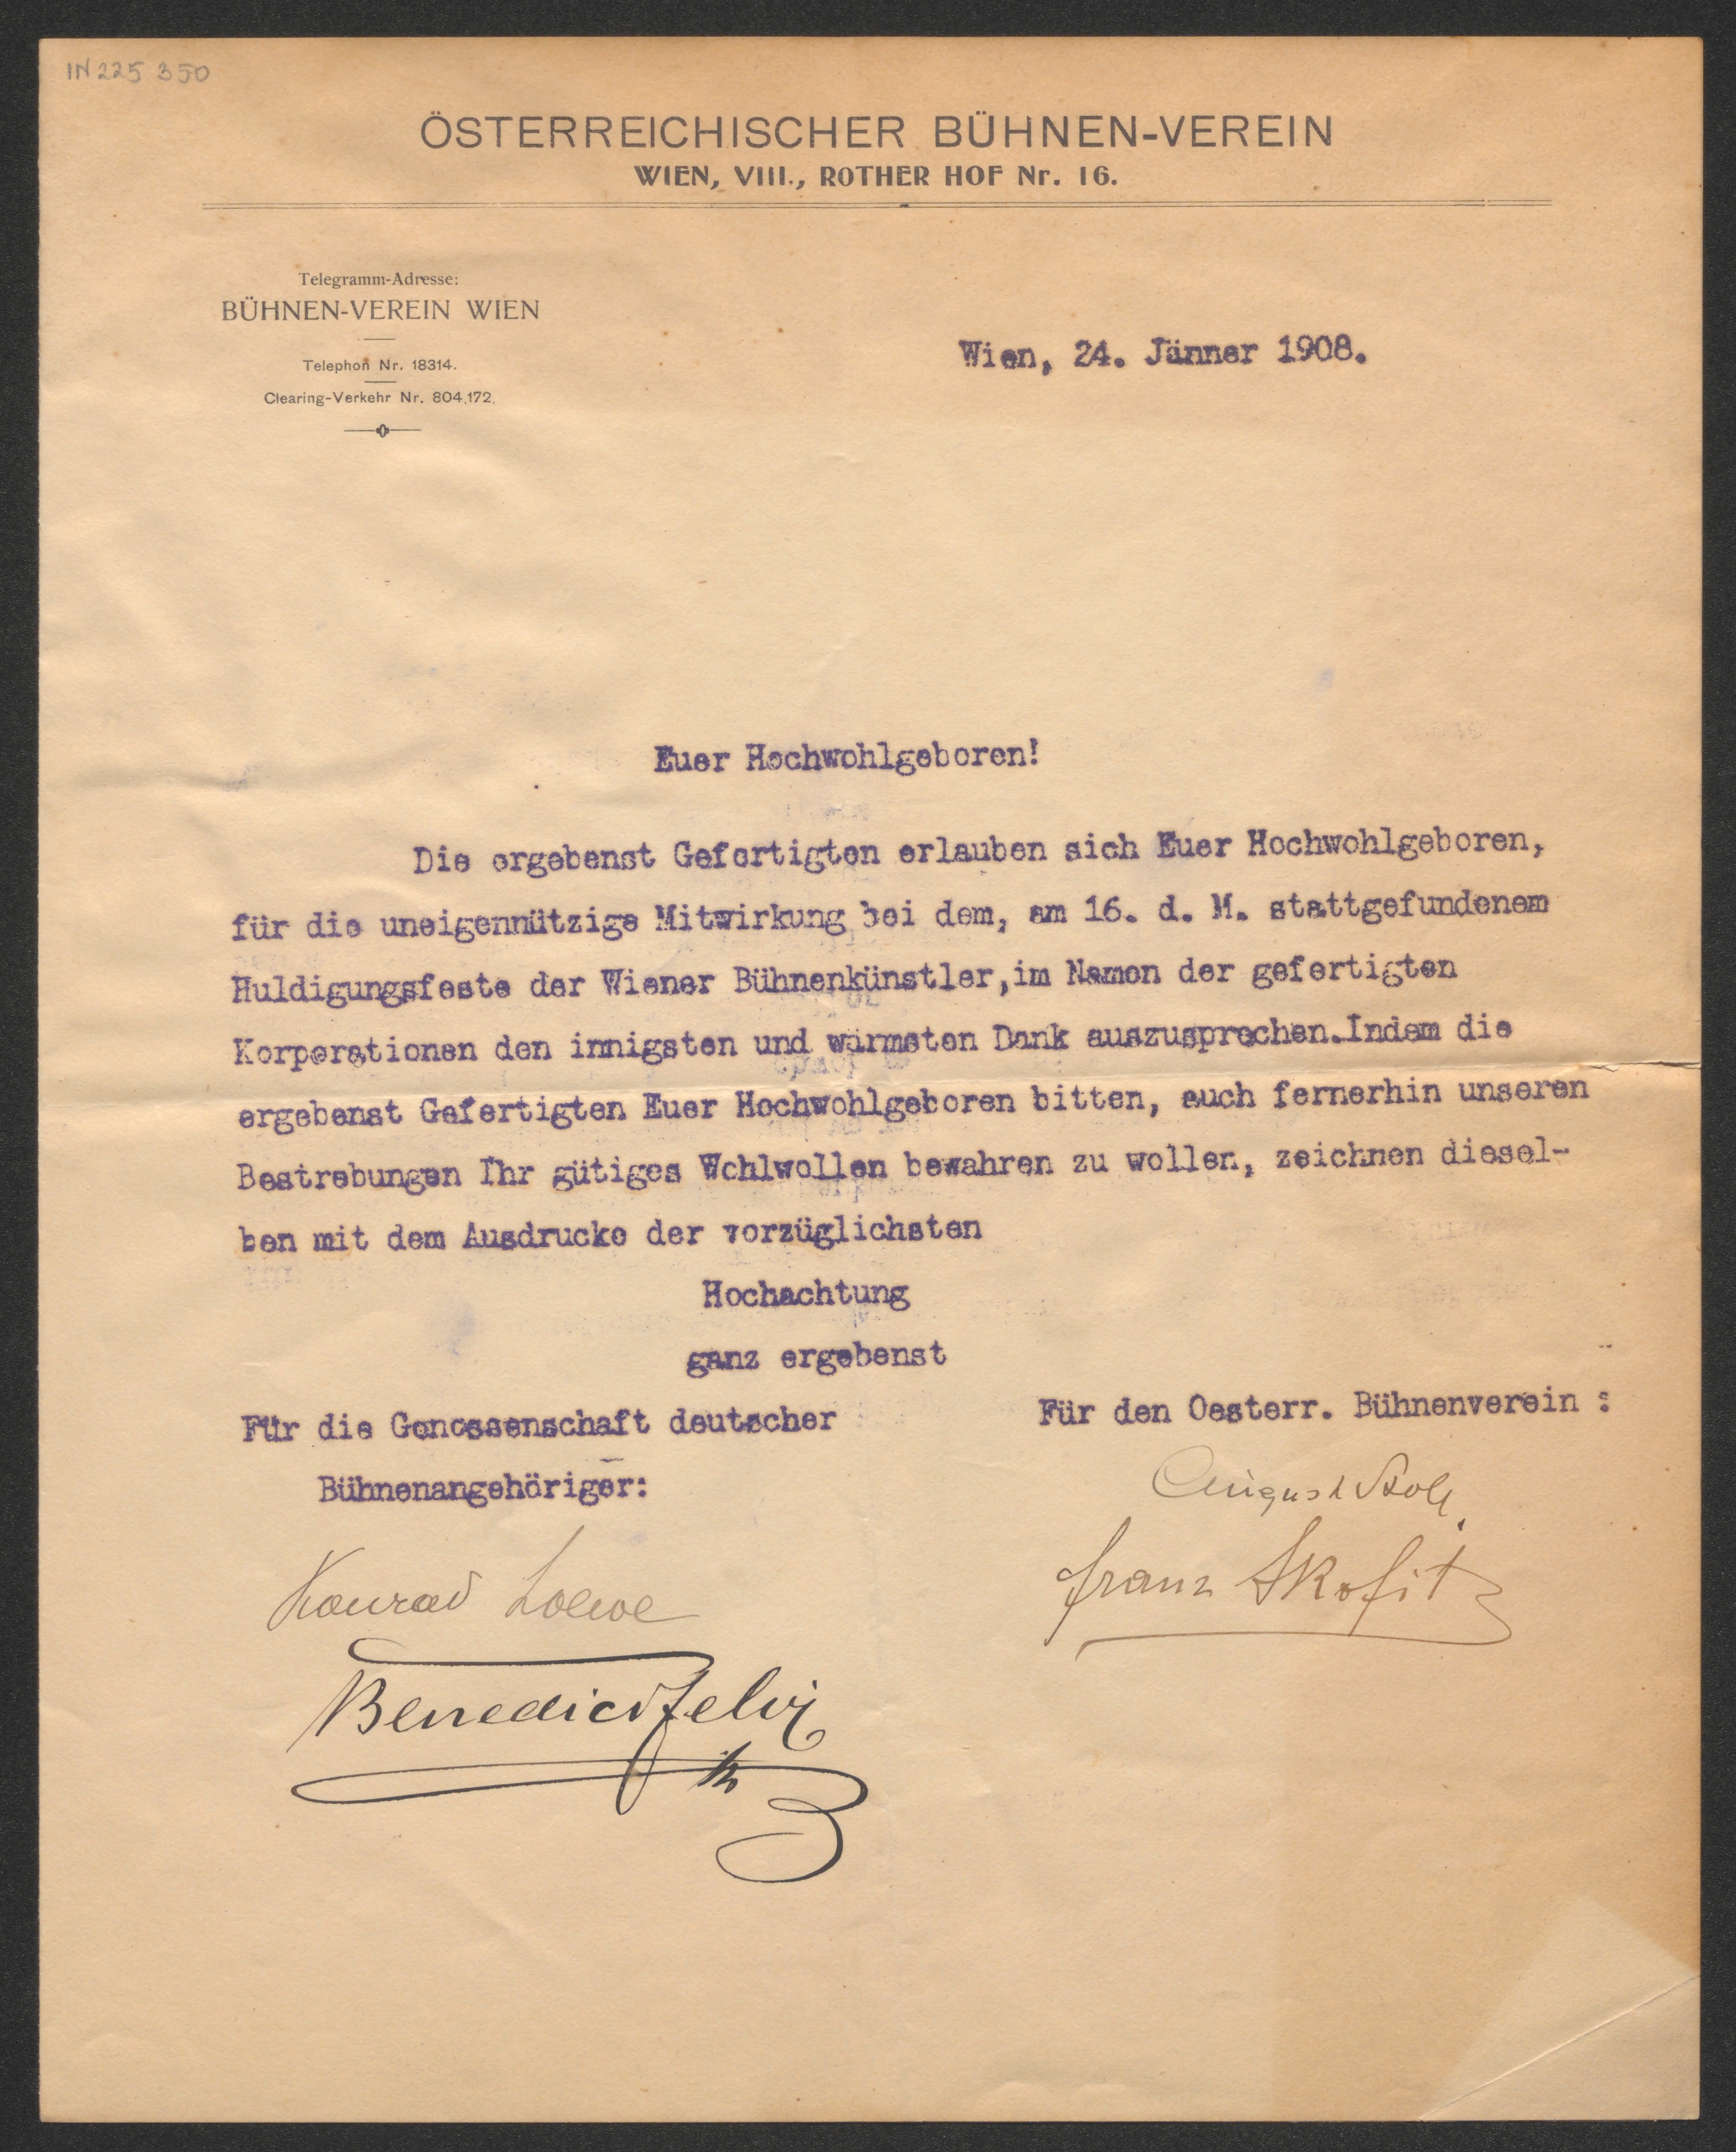 IN 225 350
ÖSTERREICHISCHER BÜHNEN-VEREIN
WIEN, VIII., ROTHER HOF Nr. 16.
Telegramm-Adresse:
BÜHNEN-VEREIN WIEN
Telephon Nr. 18314.
Clearing-Verkehr Nr. 804,172.
Wien, 24. Jänner 1908.
Euer Hochwohlgeboren!
Die ergebenst Gefertigten erlauben sich Euer Hochwohlgeboren,
für die uneigennützige Mitwirkung bei dem, am 16. d. M. stattgefundenem
Huldigungsfeste der Wiener Bühnenkünstler,im Namen der gefertigten
Korporationen den innigsten und wärmsten Dank auszusprechen.Indem die
ergebenst Gefertigten Euer Hochwohlgeboren bitten, auch fernerhin unseren
Bestrebungen Ihr gütiges Wohlwollen bewahren zu wollen, zeichnen diesel-
ben mit dem Ausdrucke der vorzüglichsten
Hochachtung
ganz ergebenst
Für die Genossenschaft deutscher
Bühnenangehöriger:
Konrad Loewe
Benedict Felix
Für den Oesterr. Bühnenverein :
August Stoll
Franz Skofitz